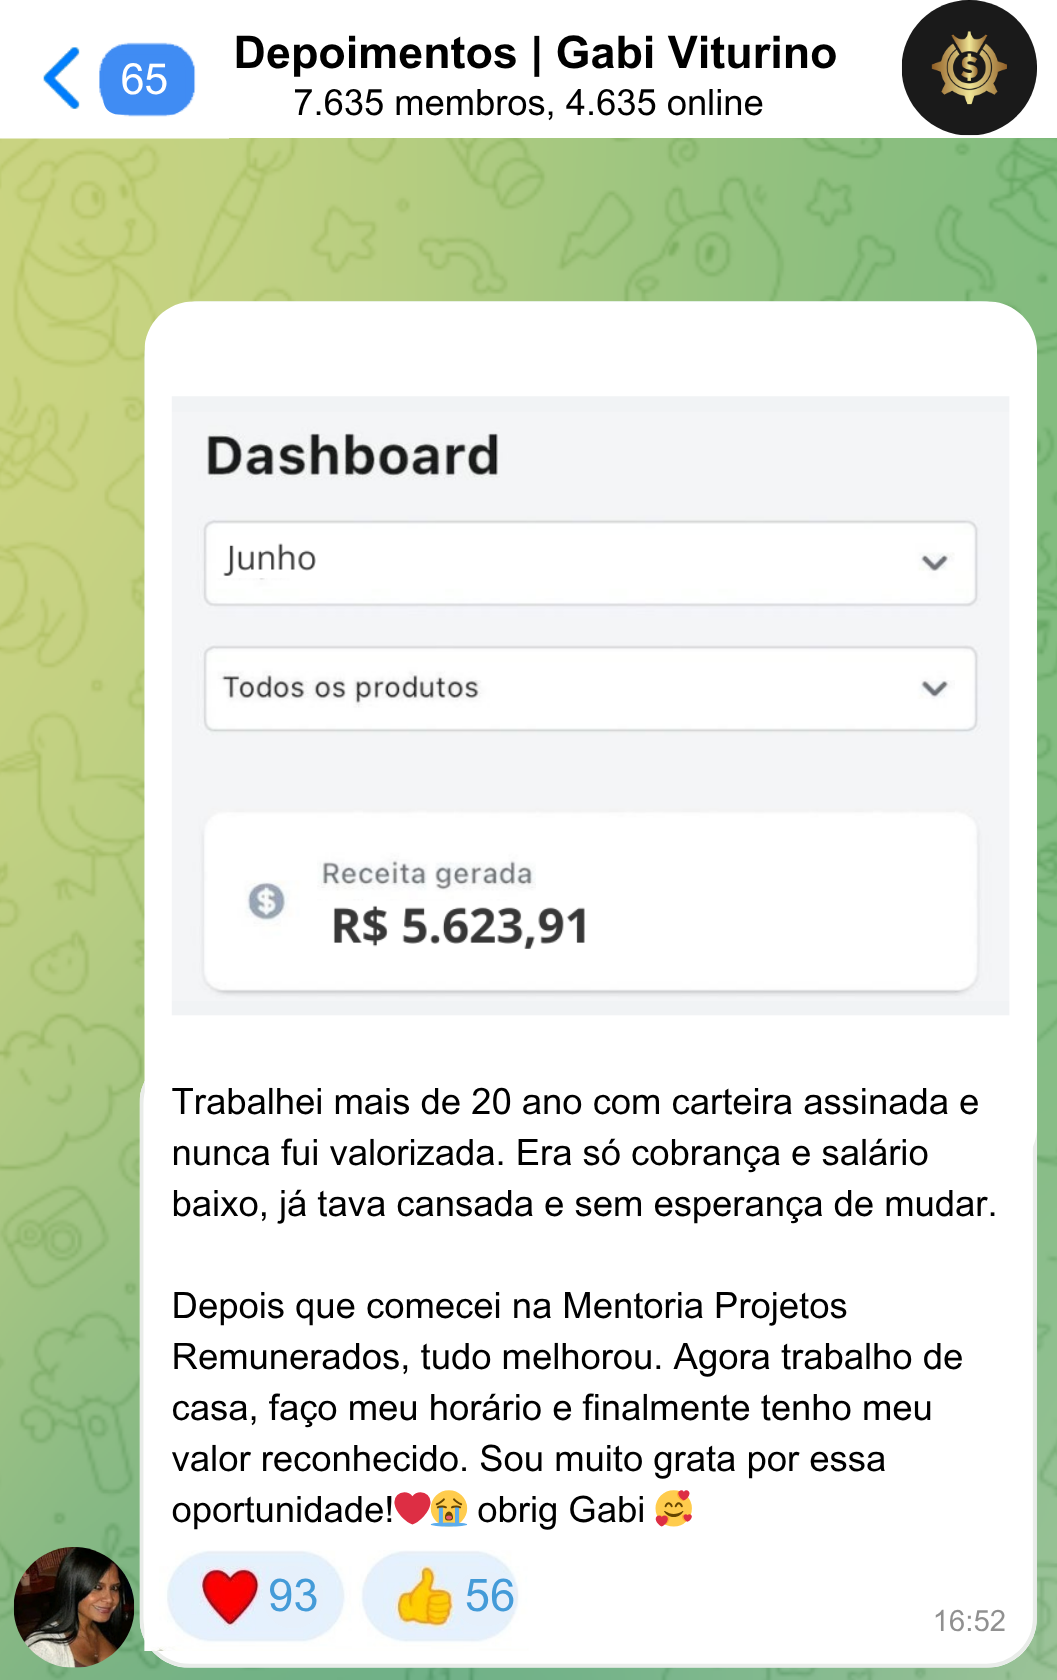 65
Depoimentos | Gabi Viturino
7.635 membros, 4.635 online
$
Dashboard
Junho
Todos os produtos
$
Receita gerada
R$ 5.623,91
Trabalhei mais de 20 ano com carteira assinada e
nunca fui valorizada. Era só cobrança e salário
baixo, já tava cansada e sem esperança de mudar.
Depois que comecei na Mentoria Projetos
Remunerados, tudo melhorou. Agora trabalho de
casa, faço meu horário e finalmente tenho meu
valor reconhecido. Sou muito grata por essa
oportunidade!❤️😭 obrig Gabi 🥰
❤️ 93 👍 56
16:52